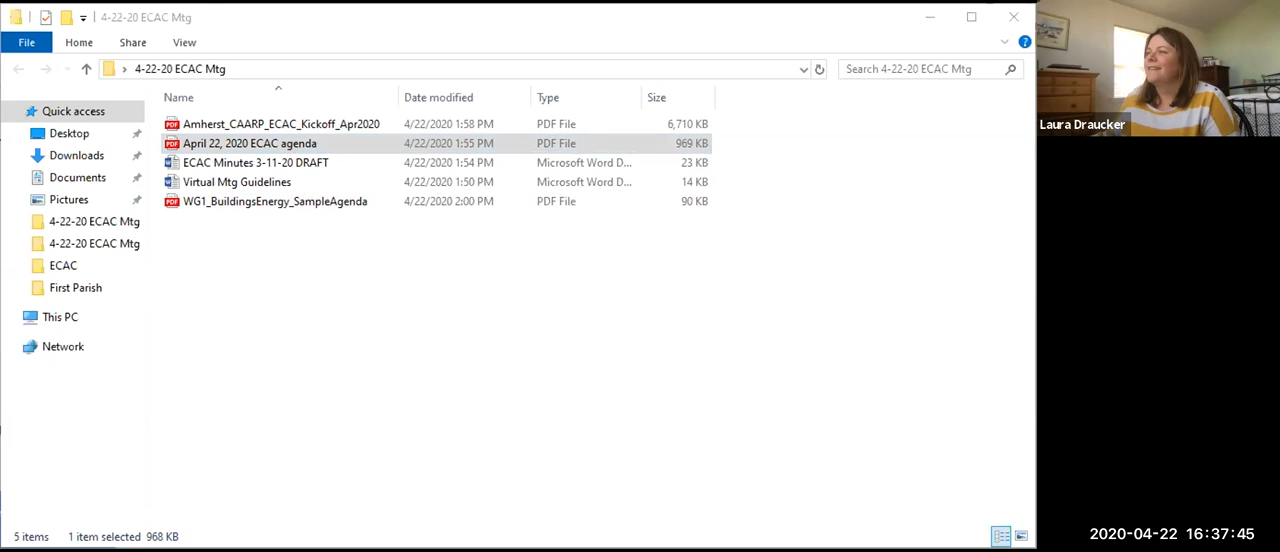 4-22-20 ECAC Mtg
File Home Share View
4-22-20 ECAC Mtg
Search 4-22-20 ECAC Mtg
Name Date modified Type Size
Quick access
Desktop
Downloads
Documents
Pictures
4-22-20 ECAC Mtg
4-22-20 ECAC Mtg
ECAC
First Parish
This PC
Network
PDF Amherst_CAARP_ECAC_Kickoff_Apr2020 4/22/2020 1:58 PM PDF File 6,710 KB
PDF April 22, 2020 ECAC agenda 4/22/2020 1:55 PM PDF File 969 KB
ECAC Minutes 3-11-20 DRAFT 4/22/2020 1:54 PM Microsoft Word D... 23 KB
Virtual Mtg Guidelines 4/22/2020 1:50 PM Microsoft Word D... 14 KB
PDF WG1_BuildingsEnergy_SampleAgenda 4/22/2020 2:00 PM PDF File 90 KB
5 items 1 item selected 968 KB
Laura Draucker
2020-04-22 16:37:45